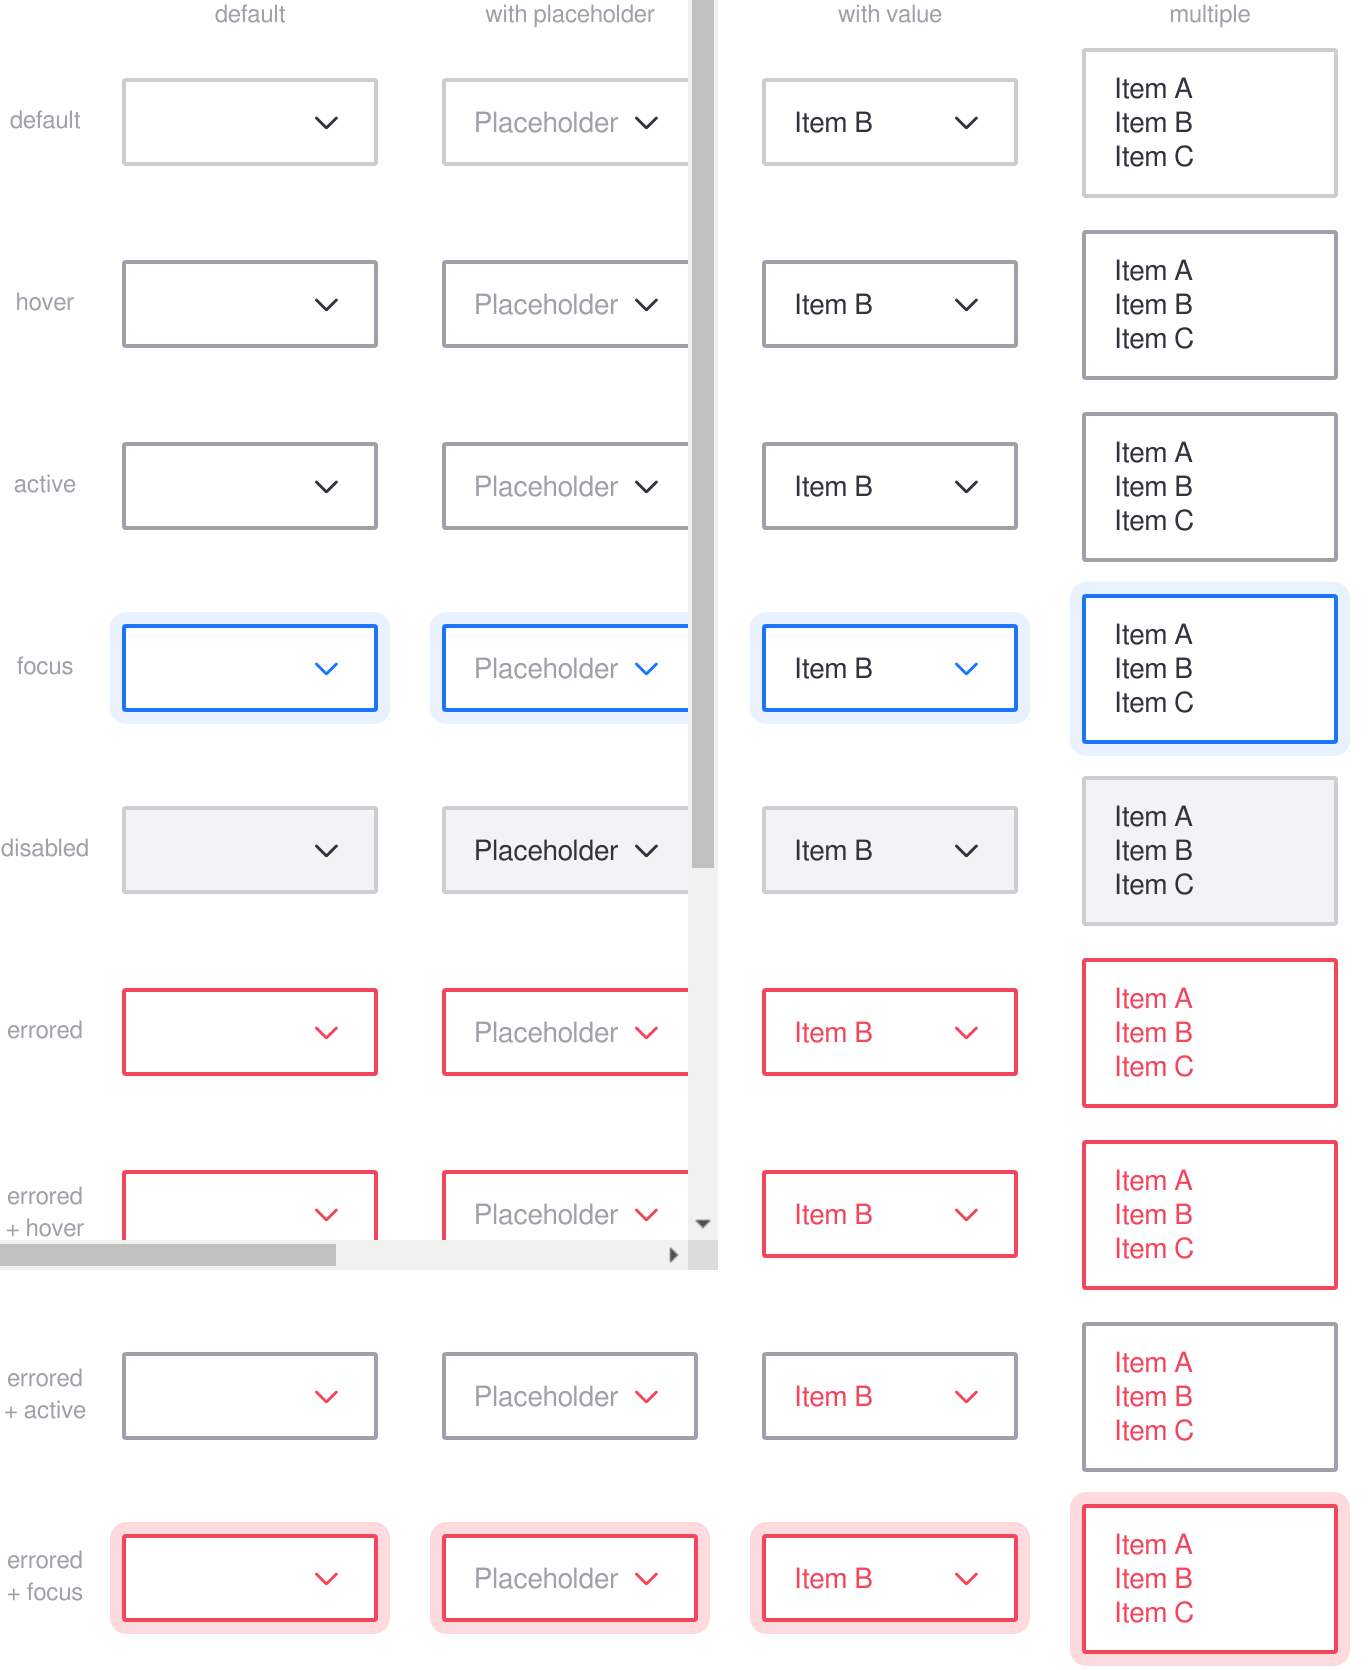 default with placeholder with value multiple
default Placeholder Item B Item A
Item B
Item C
hover Placeholder Item B Item A
Item B
Item C
active Placeholder Item B Item A
Item B
Item C
focus Placeholder Item B Item A
Item B
Item C
disabled Placeholder Item B Item A
Item B
Item C
errored Placeholder Item B Item A
Item B
Item C
errored
+ hover Placeholder Item B Item A
Item B
Item C
errored
+ active Placeholder Item B Item A
Item B
Item C
errored
+ focus Placeholder Item B Item A
Item B
Item C